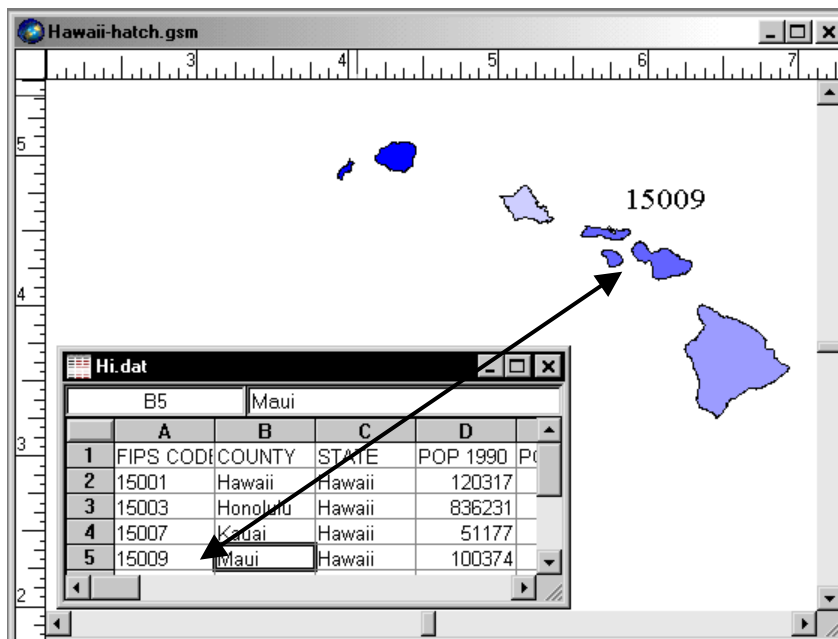 Hawaii-hatch.gsm
3 4 5 6 7
5
15009
4
Hi.dat
B5 Maui
A B C D
3
1 FIPS CODE COUNTY STATE POP 1990 PO
2 15001 Hawaii Hawaii 120317
3 15003 Honolulu Hawaii 836231
4 15007 Kauai Hawaii 51177
5 15009 Maui Hawaii 100374
2